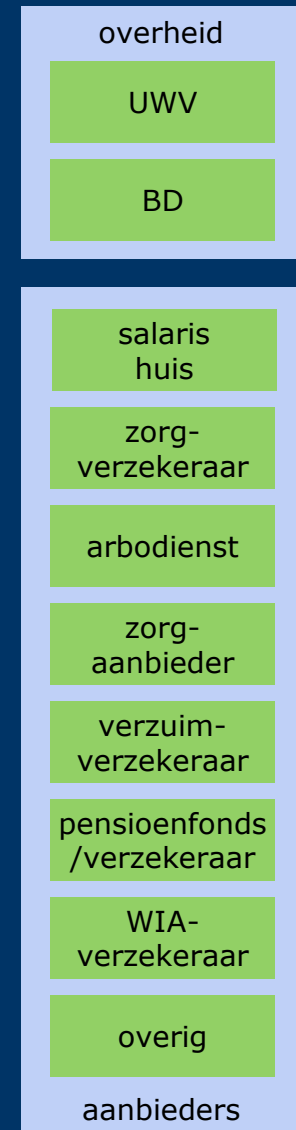 overheid
UWV
BD
salaris
huis
zorg-
verzekeraar
arbodienst
zorg-
aanbieder
verzuim-
verzekeraar
pensioenfonds
/verzekeraar
WIA-
verzekeraar
overig
aanbieders